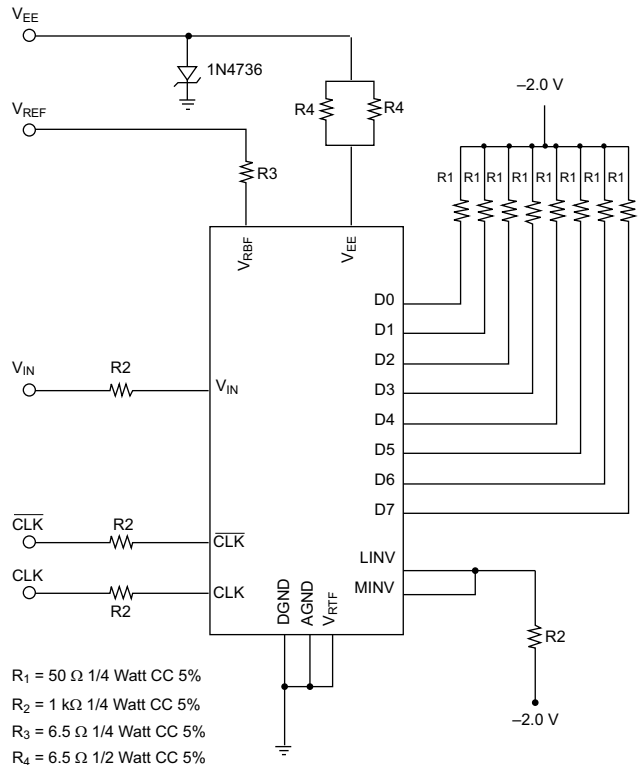 VEE
1N4736
R4 R4
–2.0 V
VREF
R3
R1 R1 R1 R1 R1 R1 R1 R1
VRBF
VEE
D0
D1
D2
VIN
R2
VIN
D3
D4
D5
D6
D7
CLK
R2
CLK
LINV
CLK
R2
CLK
MINV
DGND
AGND
VRTF
R2
–2.0 V
R1 = 50 Ω 1/4 Watt CC 5%
R2 = 1 kΩ 1/4 Watt CC 5%
R3 = 6.5 Ω 1/4 Watt CC 5%
R4 = 6.5 Ω 1/2 Watt CC 5%